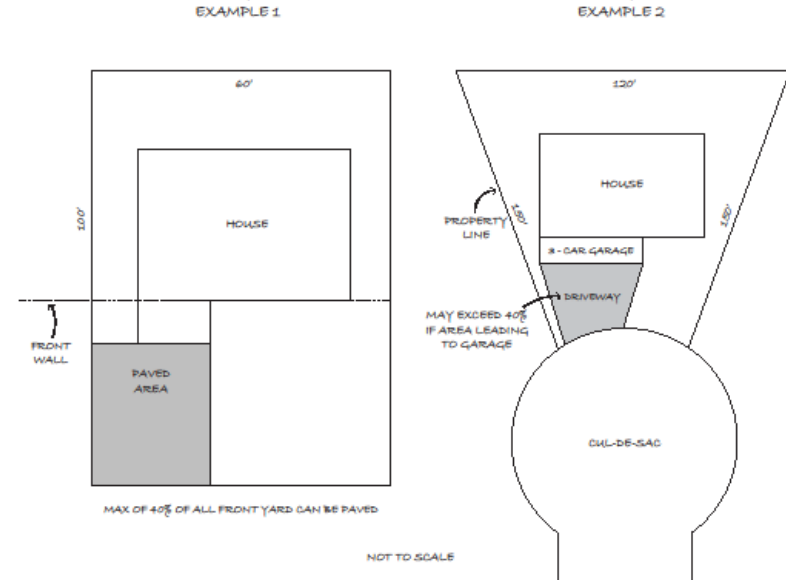 EXAMPLE 1
60'
100'
HOUSE
FRONT
WALL
PAVED
AREA
MAX OF 40% OF ALL FRONT YARD CAN BE PAVED
EXAMPLE 2
120'
HOUSE
PROPERTY
LINE
150'
150'
3 - CAR GARAGE
DRIVEWAY
MAY EXCEED 40%
IF AREA LEADING
TO GARAGE
CUL-DE-SAC
NOT TO SCALE